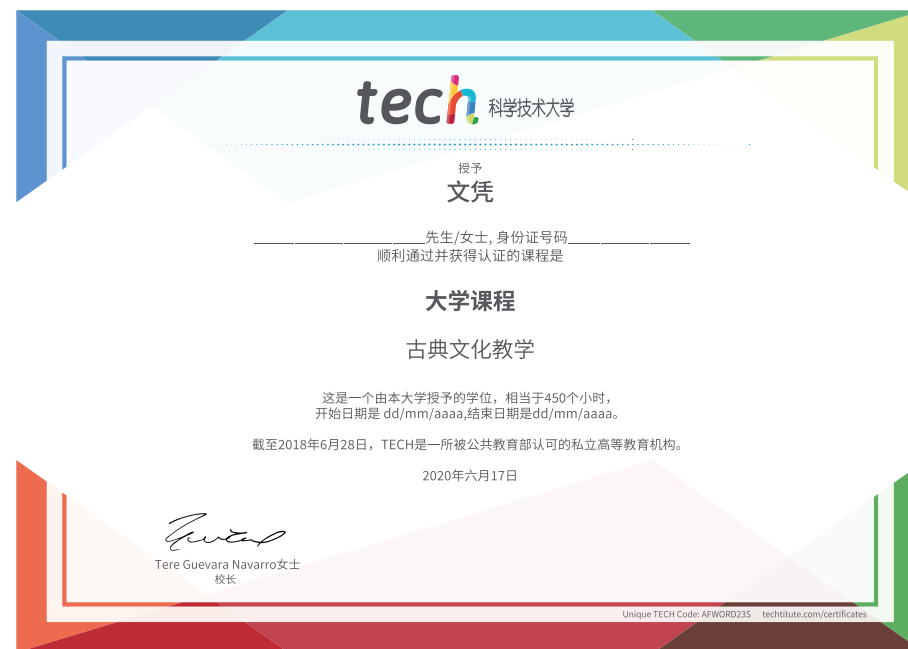 tech 科学技术大学
授予
文凭
先生/女士, 身份证号码
顺利通过并获得认证的课程是
大学课程
古典文化教学
这是一个由本大学授予的学位，相当于450个小时，
开始日期是 dd/mm/aaaa,结束日期是dd/mm/aaaa。
截至2018年6月28日，TECH是一所被公共教育部认可的私立高等教育机构。
2020年六月17日
Tere Guevara Navarro女士
校长
Unique TECH Code: AFWORD23S techtitute.com/certificates